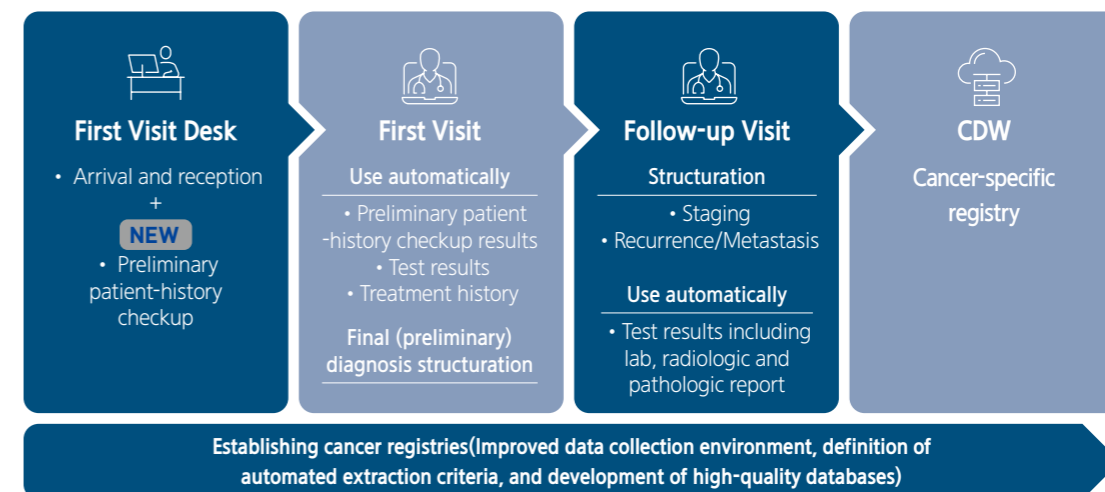 First Visit Desk
• Arrival and reception
+
NEW
• Preliminary
patient-history
checkup
First Visit
Use automatically
• Preliminary patient
-history checkup results
• Test results
• Treatment history
Final (preliminary)
diagnosis structuration
Follow-up Visit
Structuration
• Staging
• Recurrence/Metastasis
Use automatically
• Test results including
lab, radiologic and
pathologic report
CDW
Cancer-specific
registry
Establishing cancer registries(Improved data collection environment, definition of
automated extraction criteria, and development of high-quality databases)